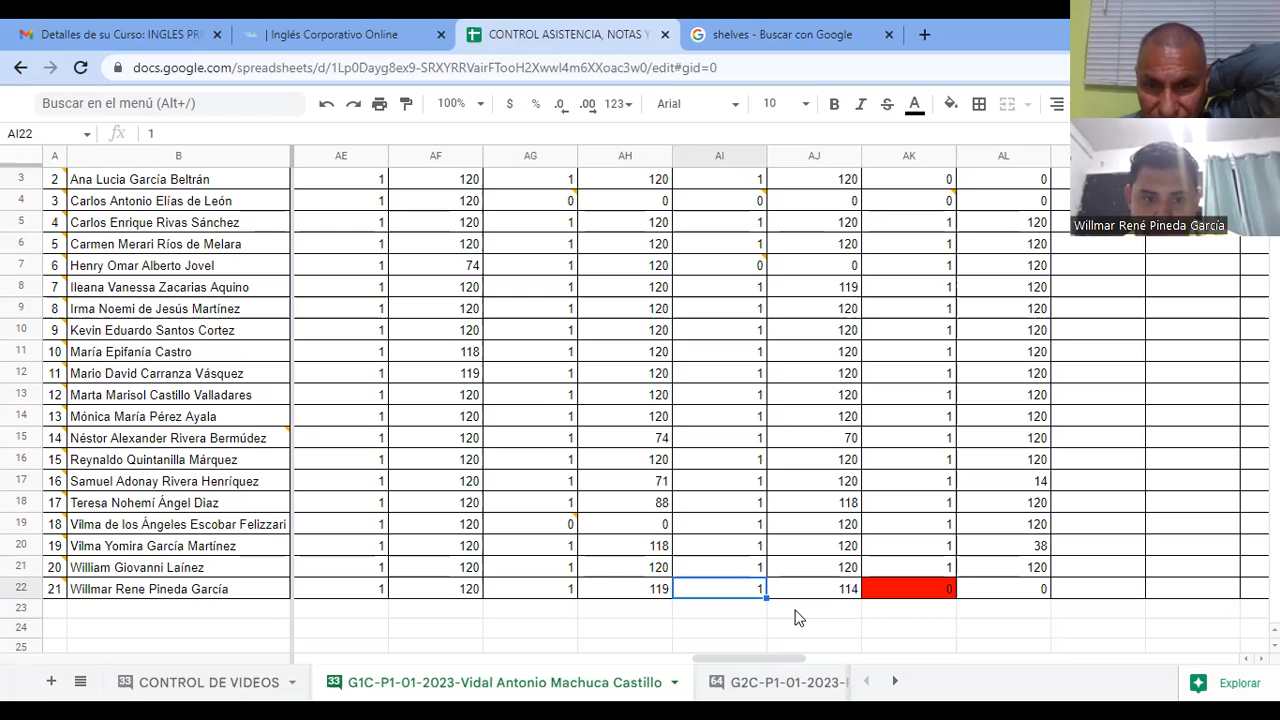 Detalles de su Curso: INGLES PRI
| Inglés Corporativo Online
CONTROL ASISTENCIA, NOTAS Y
shelves - Buscar con Google
Buscar en el menú (Alt+/)
100%
$
%
.0
.00
123
Arial
10
B
I
S
A
AI22
fx
1
A B AE AF AG AH AI AJ AK AL
3 2 Ana Lucia García Beltrán 1 120 1 120 1 120 0 0
4 3 Carlos Antonio Elías de León 1 120 0 0 0 0 0 0
5 4 Carlos Enrique Rivas Sánchez 1 120 1 120 1 120 1 120
6 5 Carmen Merari Ríos de Melara 1 120 1 120 1 120 1 120
7 6 Henry Omar Alberto Jovel 1 74 1 120 0 0 1 120
8 7 Ileana Vanessa Zacarias Aquino 1 120 1 120 1 119 1 120
9 8 Irma Noemi de Jesús Martínez 1 120 1 120 1 120 1 120
10 9 Kevin Eduardo Santos Cortez 1 120 1 120 1 120 1 120
11 10 María Epifanía Castro 1 118 1 120 1 120 1 120
12 11 Mario David Carranza Vásquez 1 119 1 120 1 120 1 120
13 12 Marta Marisol Castillo Valladares 1 120 1 120 1 120 1 120
14 13 Mónica María Pérez Ayala 1 120 1 120 1 120 1 120
15 14 Néstor Alexander Rivera Bermúdez 1 120 1 74 1 70 1 120
16 15 Reynaldo Quintanilla Márquez 1 120 1 120 1 120 1 120
17 16 Samuel Adonay Rivera Henríquez 1 120 1 71 1 120 1 14
18 17 Teresa Nohemí Ángel Diaz 1 120 1 88 1 118 1 120
19 18 Vilma de los Ángeles Escobar Felizzari 1 120 0 0 1 120 1 120
20 19 Vilma Yomira García Martínez 1 120 1 118 1 120 1 38
21 20 William Giovanni Laínez 1 120 1 120 1 120 1 120
22 21 Willmar Rene Pineda García 1 120 1 119 1 114 0 0
23
24
25
33 CONTROL DE VIDEOS
33 G1C-P1-01-2023-Vidal Antonio Machuca Castillo
64 G2C-P1-01-2023-
Explorar
Willmar René Pineda García